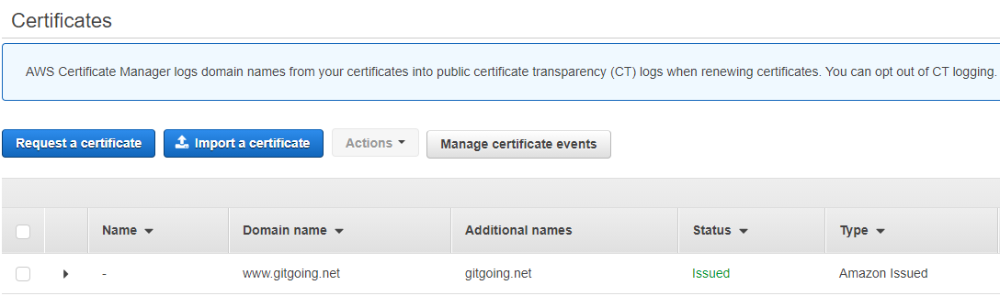 Certificates
AWS Certificate Manager logs domain names from your certificates into public certificate transparency (CT) logs when renewing certificates. You can opt out of CT logging.
Request a certificate Import a certificate Actions Manage certificate events
Name Domain name Additional names Status Type
- www.gitgoing.net gitgoing.net Issued Amazon Issued